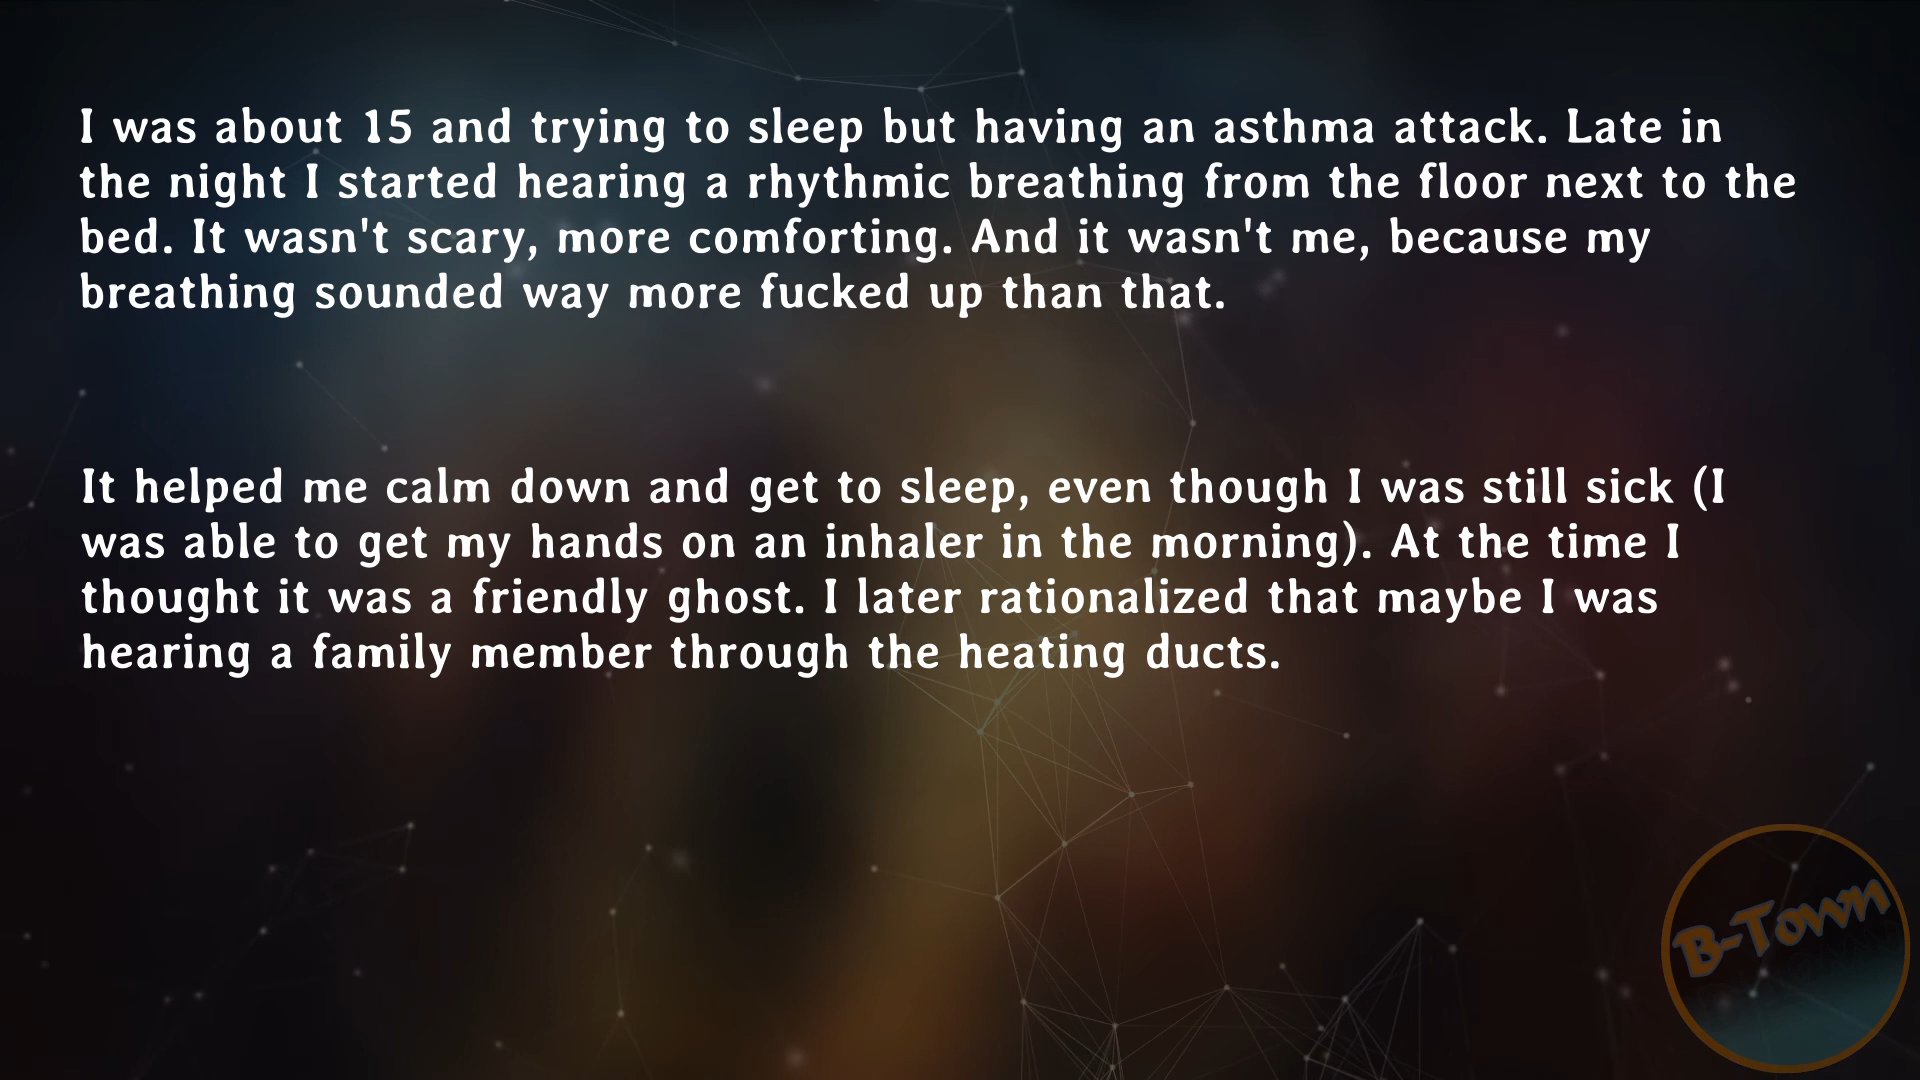 I was about 15 and trying to sleep but having an asthma attack. Late in
the night I started hearing a rhythmic breathing from the floor next to the
bed. It wasn't scary, more comforting. And it wasn't me, because my
breathing sounded way more fucked up than that.
It helped me calm down and get to sleep, even though I was still sick (I
was able to get my hands on an inhaler in the morning). At the time I
thought it was a friendly ghost. I later rationalized that maybe I was
hearing a family member through the heating ducts.
B-Town